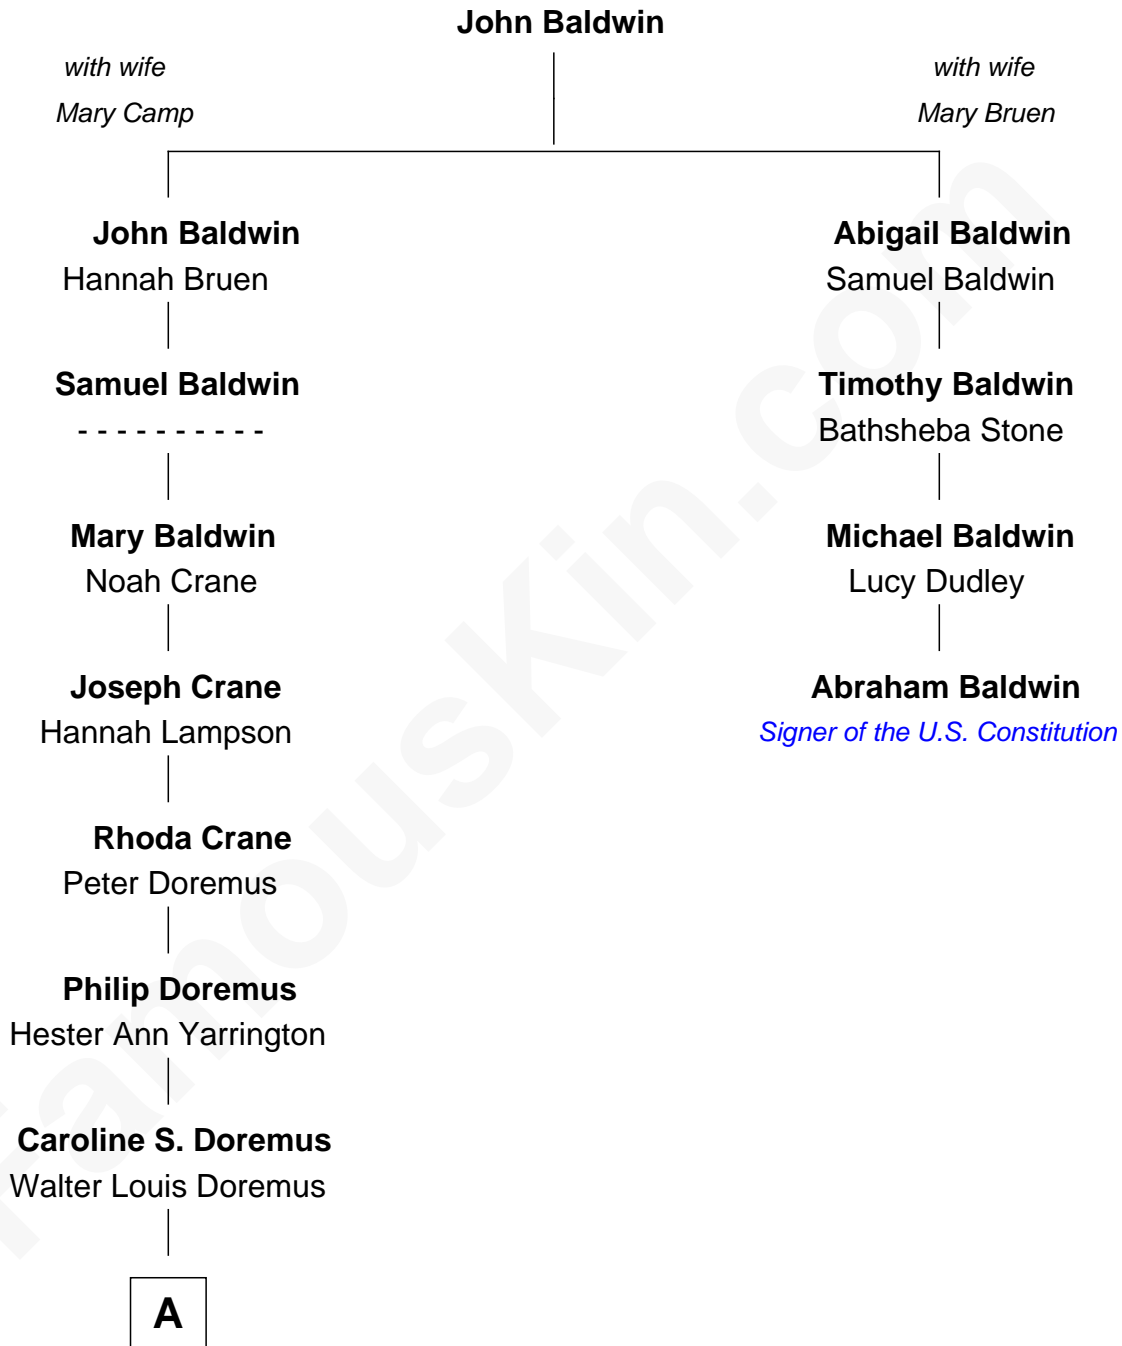 John Baldwin
with wife
Mary Camp
with wife
Mary Bruen
John Baldwin
Hannah Bruen
Abigail Baldwin
Samuel Baldwin
Samuel Baldwin
- - - - - - - - - -
Timothy Baldwin
Bathsheba Stone
Mary Baldwin
Noah Crane
Michael Baldwin
Lucy Dudley
Joseph Crane
Hannah Lampson
Abraham Baldwin
Signer of the U.S. Constitution
Rhoda Crane
Peter Doremus
Philip Doremus
Hester Ann Yarrington
Caroline S. Doremus
Walter Louis Doremus
A
FamousKin.com